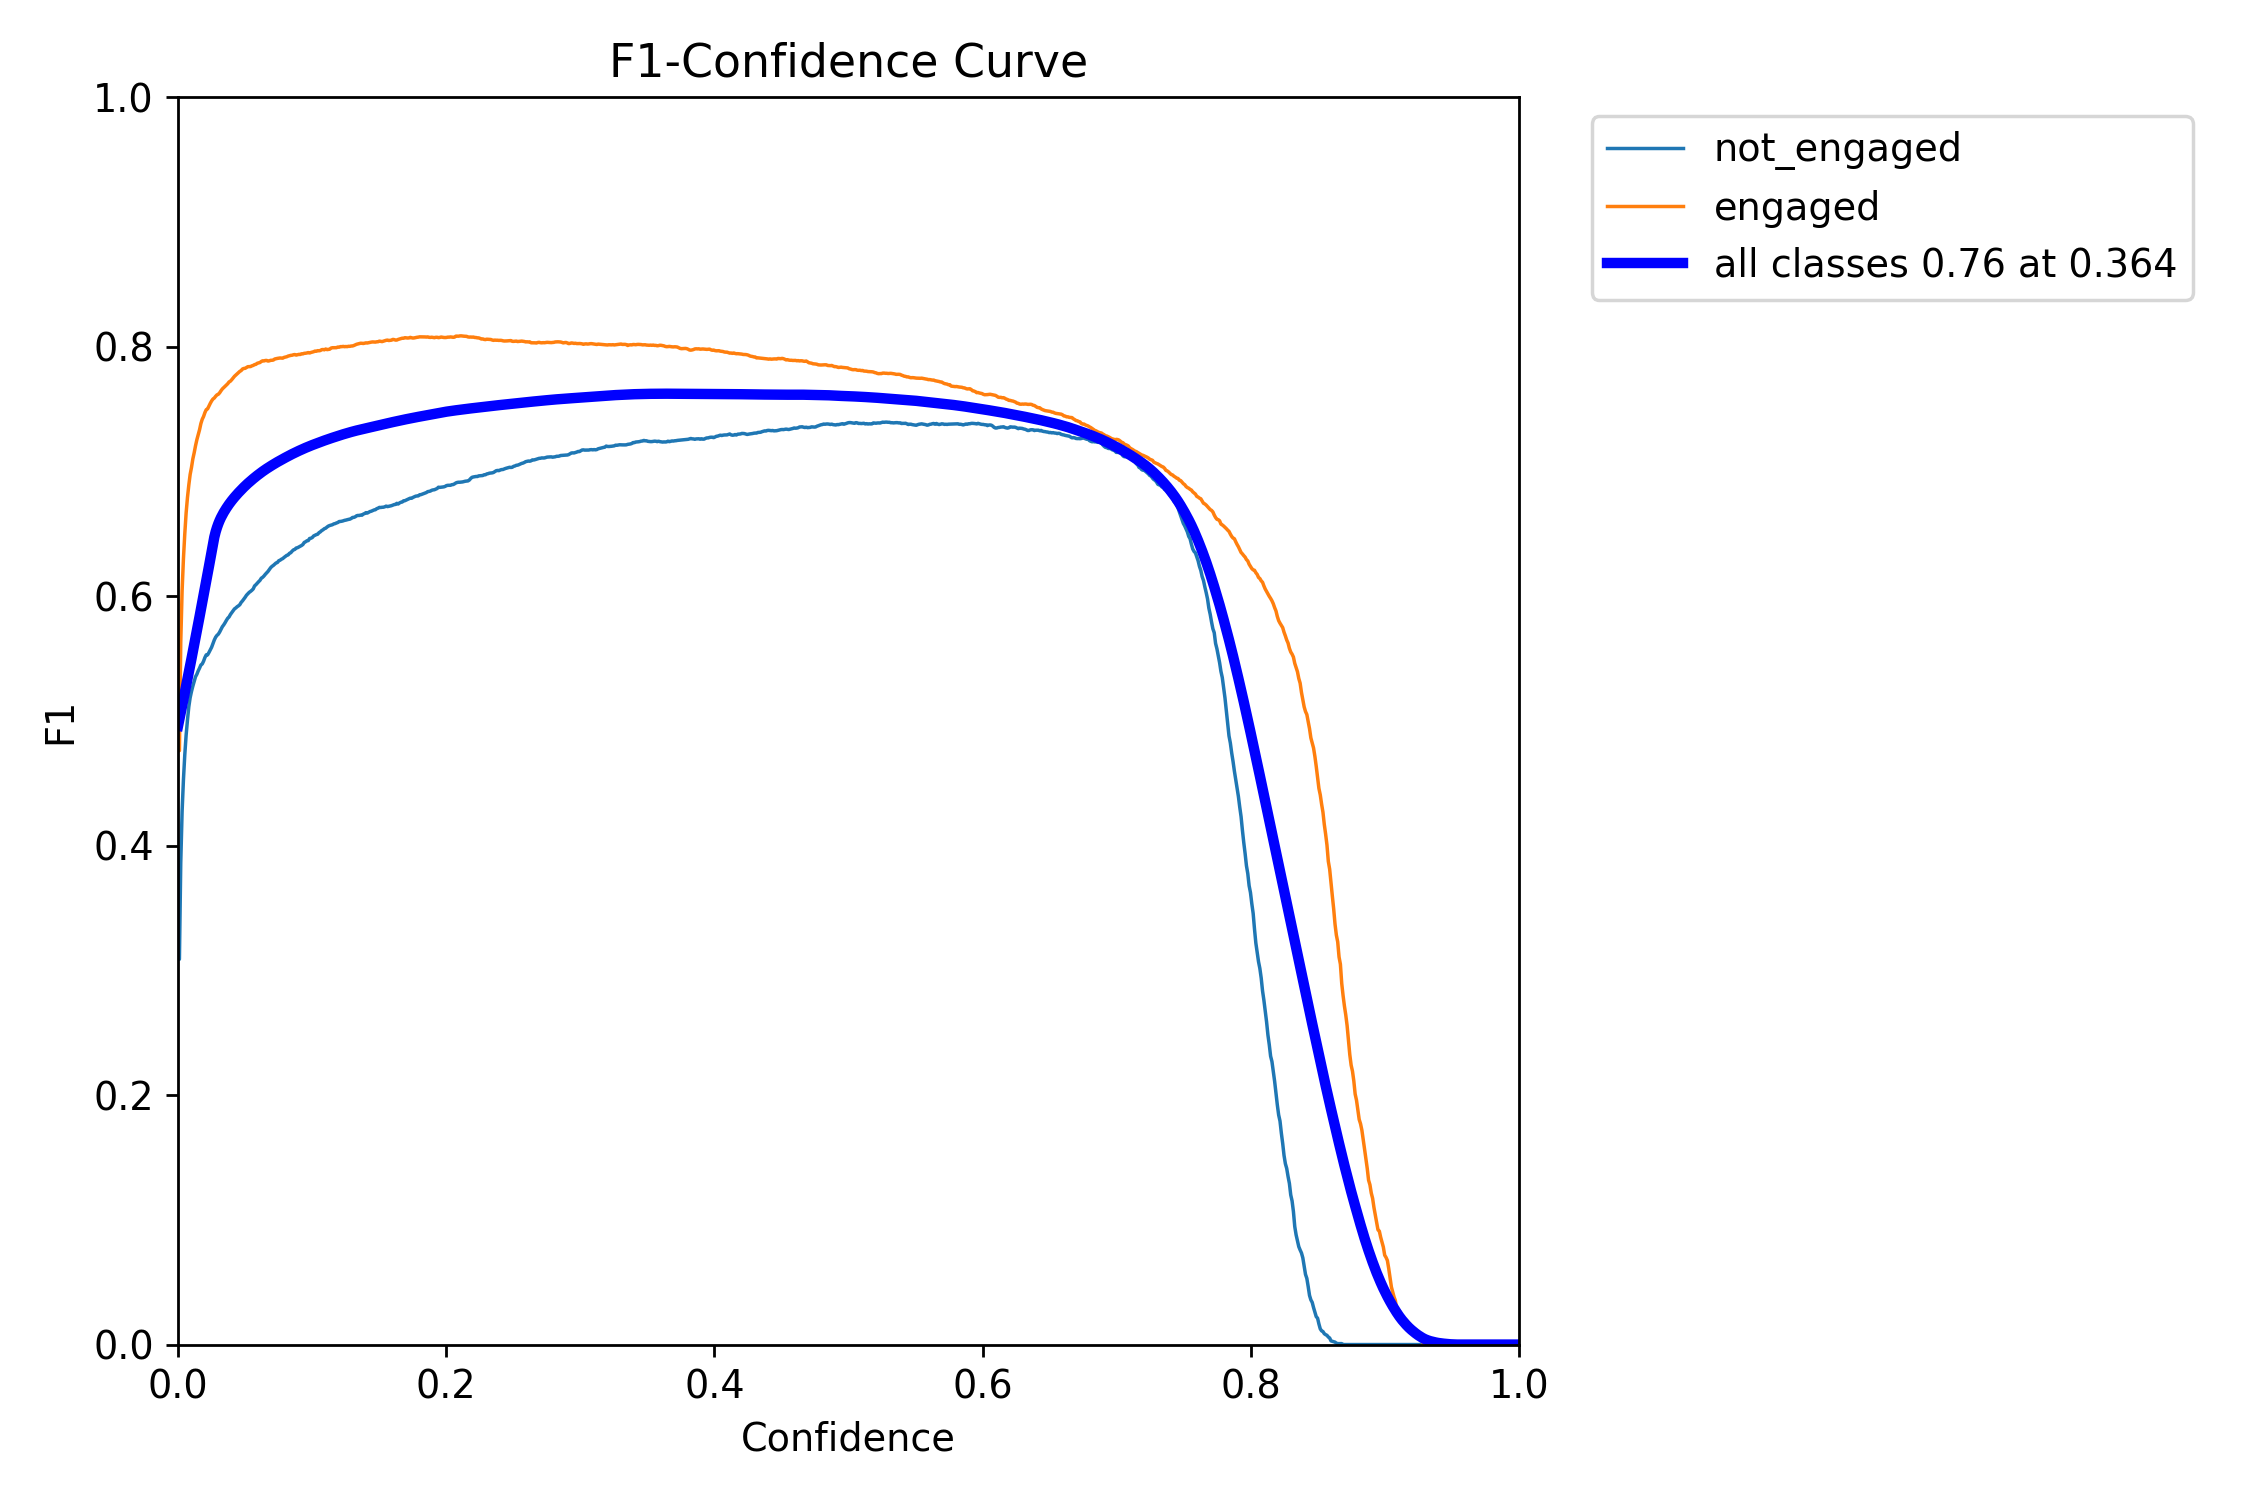 F1-Confidence Curve
1.0
0.8
0.6
0.4
0.2
0.0
F1
0.0 0.2 0.4 0.6 0.8 1.0
Confidence
not_engaged
engaged
all classes 0.76 at 0.364